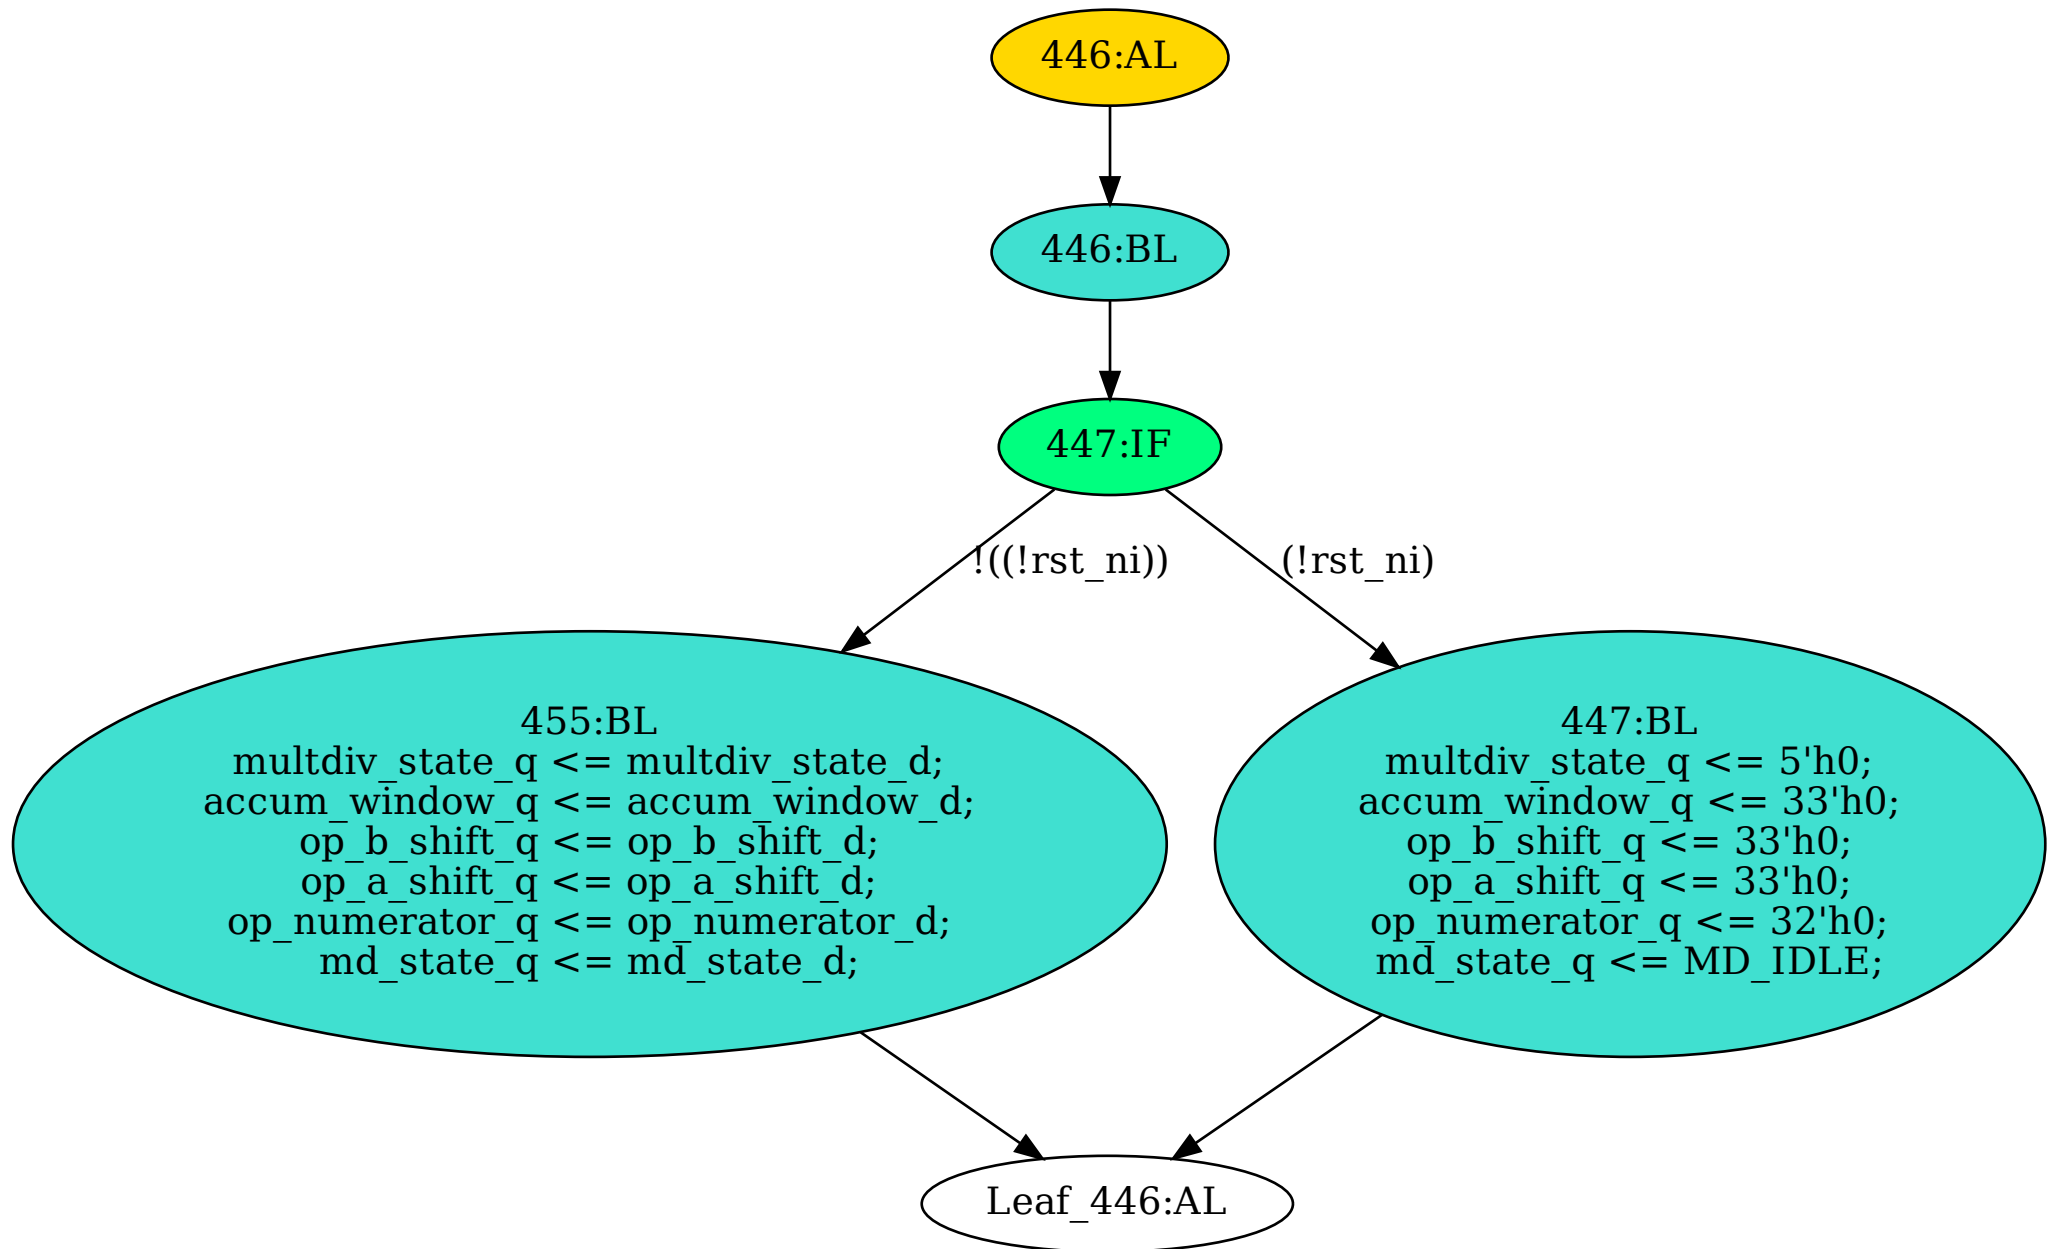 446:AL
446:BL
447:IF
!((!rst_ni))
(!rst_ni)
455:BL
multdiv_state_q <= multdiv_state_d;
accum_window_q <= accum_window_d;
op_b_shift_q <= op_b_shift_d;
op_a_shift_q <= op_a_shift_d;
op_numerator_q <= op_numerator_d;
md_state_q <= md_state_d;
447:BL
multdiv_state_q <= 5'h0;
accum_window_q <= 33'h0;
op_b_shift_q <= 33'h0;
op_a_shift_q <= 33'h0;
op_numerator_q <= 32'h0;
md_state_q <= MD_IDLE;
Leaf_446:AL